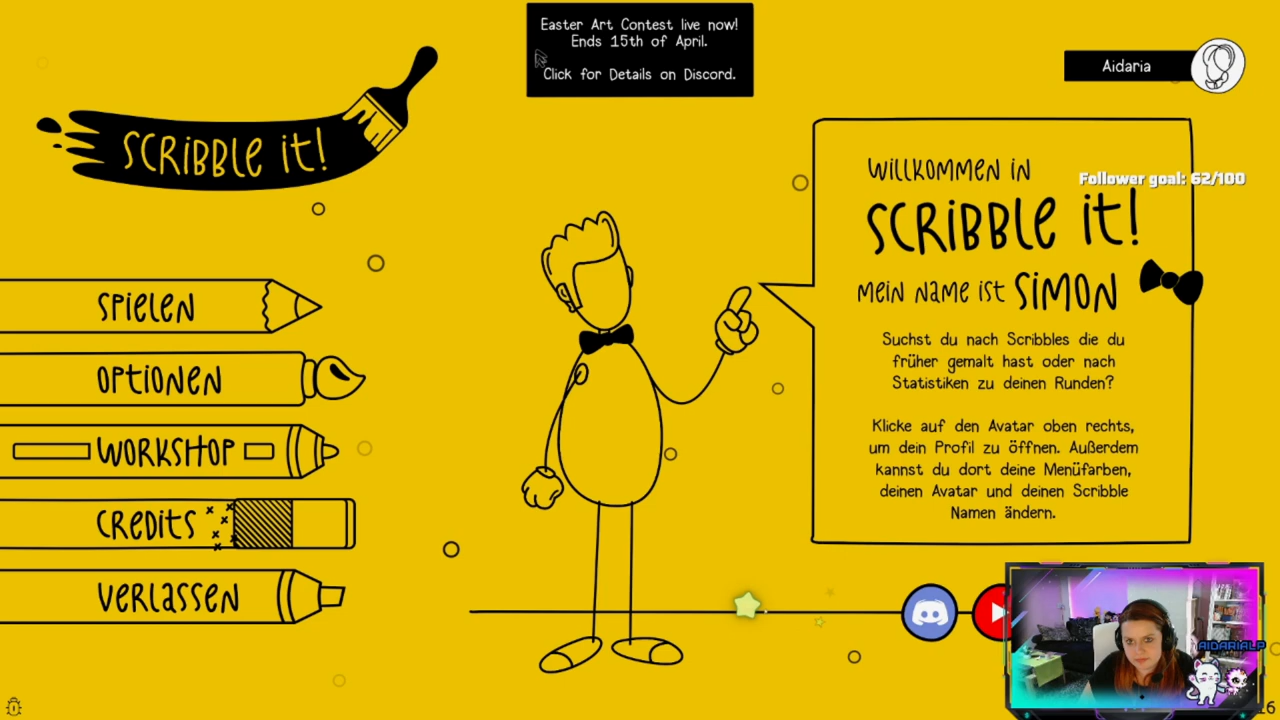 Easter Art Contest live now!
Ends 15th of April.
Click for Details on Discord.
Aidaria
SCRIBBLE it!
WILLKOMMEN IN
Follower goal: 62/100
SCRIBBLE it!
MEIN NAME IST SIMON
SPIELEN
OPTIONEN
WORKSHOP
CREDITS
VERLASSEN
Suchst du nach Scribbles die du
früher gemalt hast oder nach
Statistiken zu deinen Runden?
Klicke auf den Avatar oben rechts,
um dein Profil zu öffnen. Außerdem
kannst du dort deine Menüfarben,
deinen Avatar und deinen Scribble
Namen ändern.
AIDARIALP